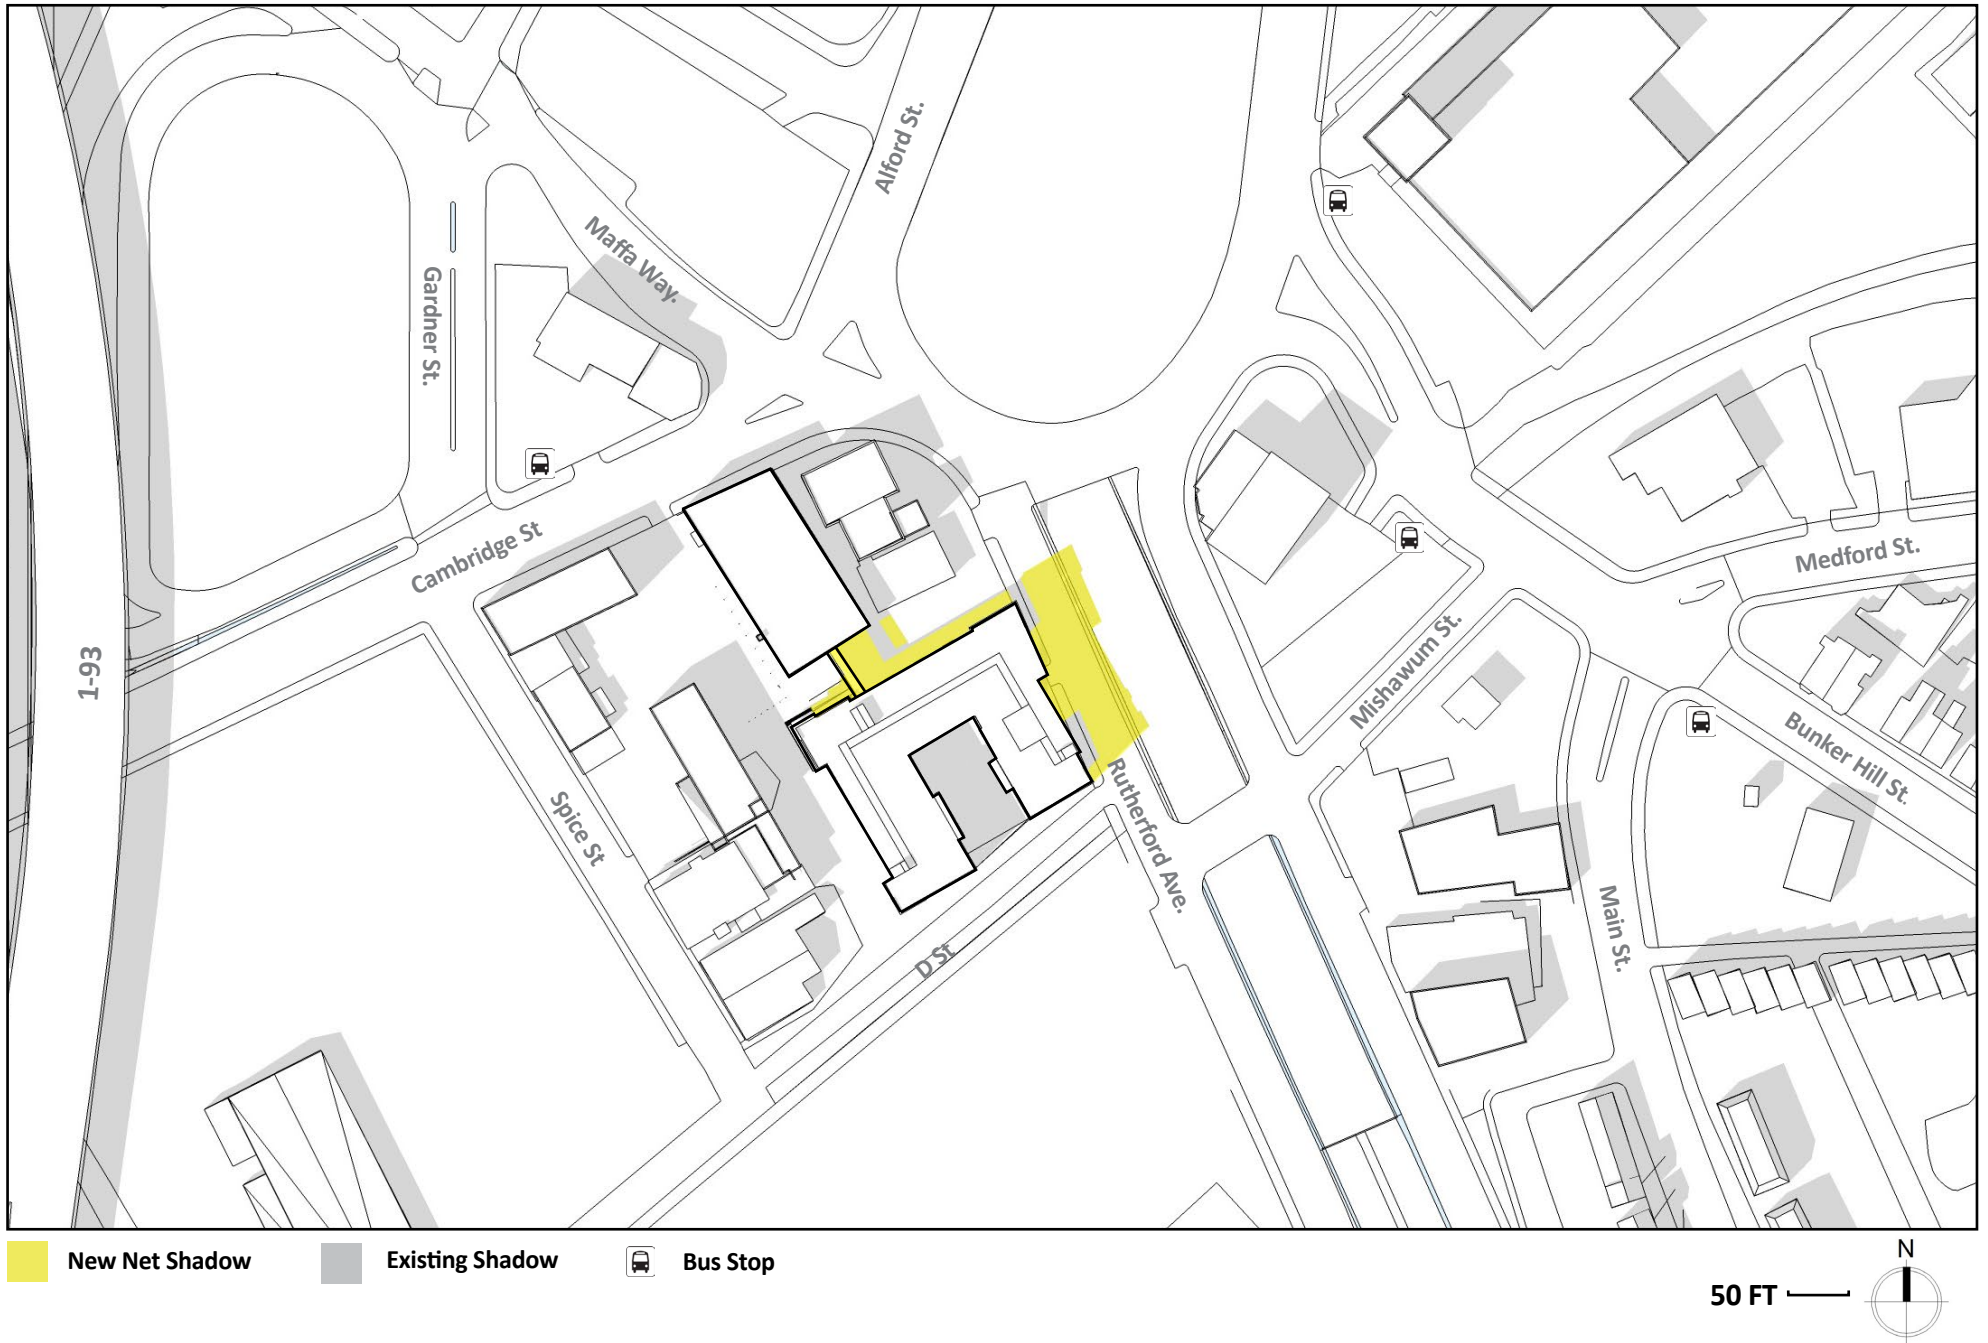 Alford St.
Maffa Way.
Gardner St.
Cambridge St
Medford St.
Mishawum St.
1-93
Bunker Hill St.
Spice St
Rutherford Ave.
Main St.
D St
New Net Shadow
Existing Shadow
Bus Stop
N
50 FT